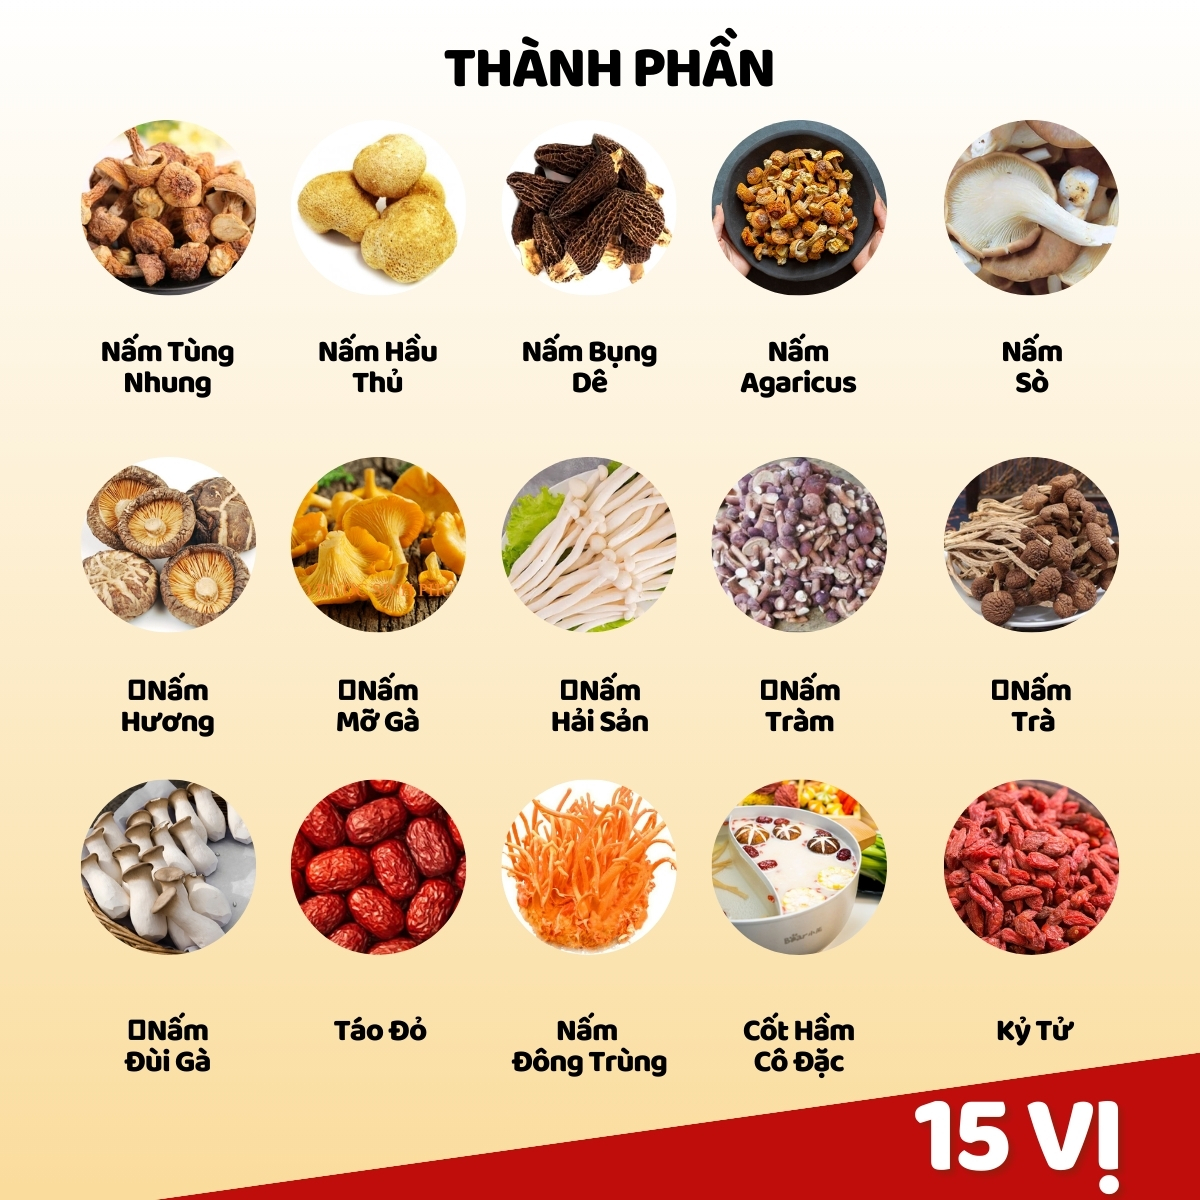 THÀNH PHẦN
Nấm Tùng
Nhung
Nấm Hầu
Thủ
Nấm Bụng
Dê
Nấm
Agaricus
Nấm
Sò
Nấm
Hương
Nấm
Mỡ Gà
Nấm
Hải Sản
Nấm
Tràm
Nấm
Trà
Nấm
Đùi Gà
Táo Đỏ
Nấm
Đông Trùng
Cốt Hầm
Cô Đặc
Kỷ Tử
15 VỊ